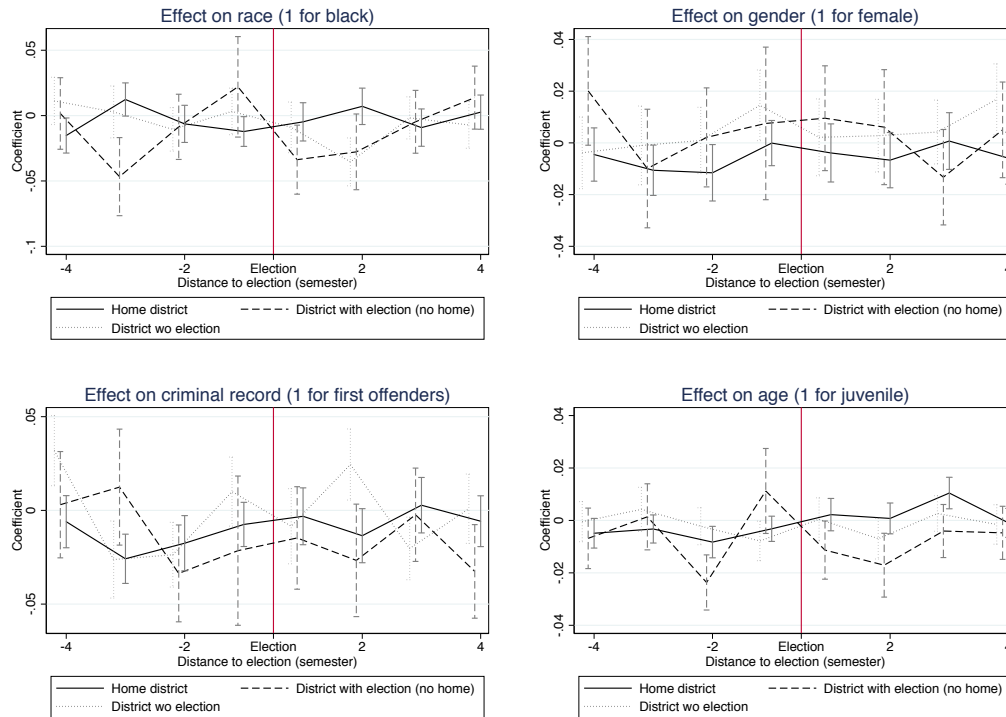 Effect on race (1 for black)
Coefficient
.05
0
-.05
-.1
-4
-2
Election
2
4
Distance to election (semester)
Home district
District with election (no home)
District wo election
Effect on gender (1 for female)
Coefficient
.04
.02
0
-.02
-.04
-4
-2
Election
2
4
Distance to election (semester)
Home district
District with election (no home)
District wo election
Effect on criminal record (1 for first offenders)
Coefficient
.05
0
-.05
-4
-2
Election
2
4
Distance to election (semester)
Home district
District with election (no home)
District wo election
Effect on age (1 for juvenile)
Coefficient
.04
.02
0
-.02
-.04
-4
-2
Election
2
4
Distance to election (semester)
Home district
District with election (no home)
District wo election